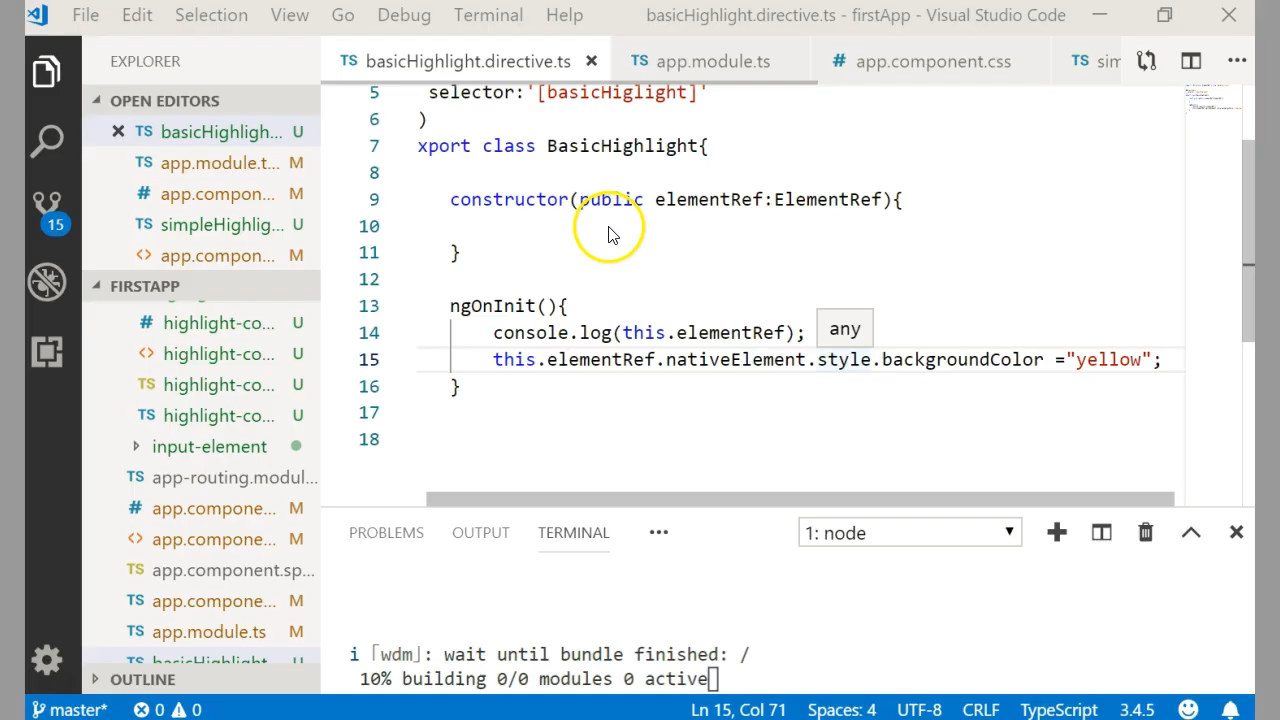 File Edit Selection View Go Debug Terminal Help basicHighlight.directive.ts - firstApp - Visual Studio Code
EXPLORER
TS basicHighlight.directive.ts TS app.module.ts # app.component.css TS sim
OPEN EDITORS
TS basicHighligh... U
TS app.module.t... M
# app.compon... M
TS simpleHighlig... U
<> app.compon... M
15
FIRSTAPP
# highlight-co... U
<> highlight-co... U
TS highlight-co... U
TS highlight-co... U
input-element
TS app-routing.modul...
# app.compone... M
<> app.compone... M
TS app.component.sp...
TS app.compone... M
TS app.module.ts M
basicHighlight
OUTLINE
5 selector:'[basicHiglight]'
6 )
7 xport class BasicHighlight{
8
9 constructor(public elementRef:ElementRef){
10
11 }
12
13 ngOnInit(){
14 console.log(this.elementRef);
any
15 this.elementRef.nativeElement.style.backgroundColor ="yellow";
16 }
17
18
PROBLEMS OUTPUT TERMINAL ••• 1: node
i ｢wdm｣: wait until bundle finished: /
10% building 0/0 modules 0 active
master* 0 0 Ln 15, Col 71 Spaces: 4 UTF-8 CRLF TypeScript 3.4.5